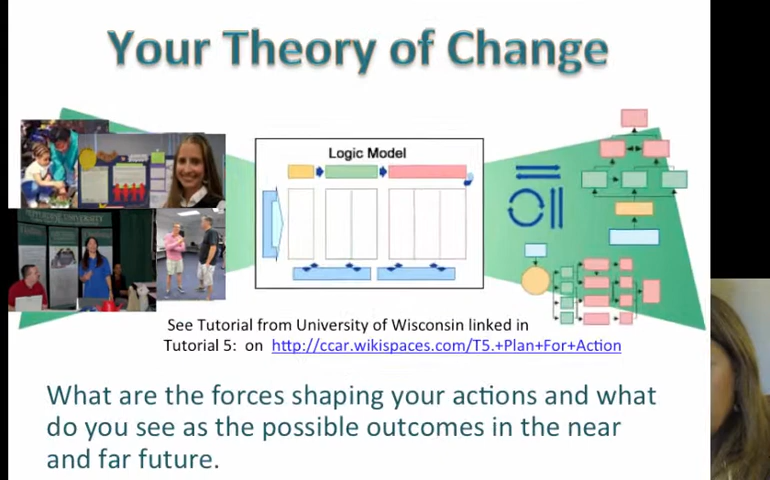 Your Theory of Change
Logic Model
See Tutorial from University of Wisconsin linked in
Tutorial 5: on http://ccar.wikispaces.com/T5.+Plan+For+Action
What are the forces shaping your actions and what
do you see as the possible outcomes in the near
and far future.